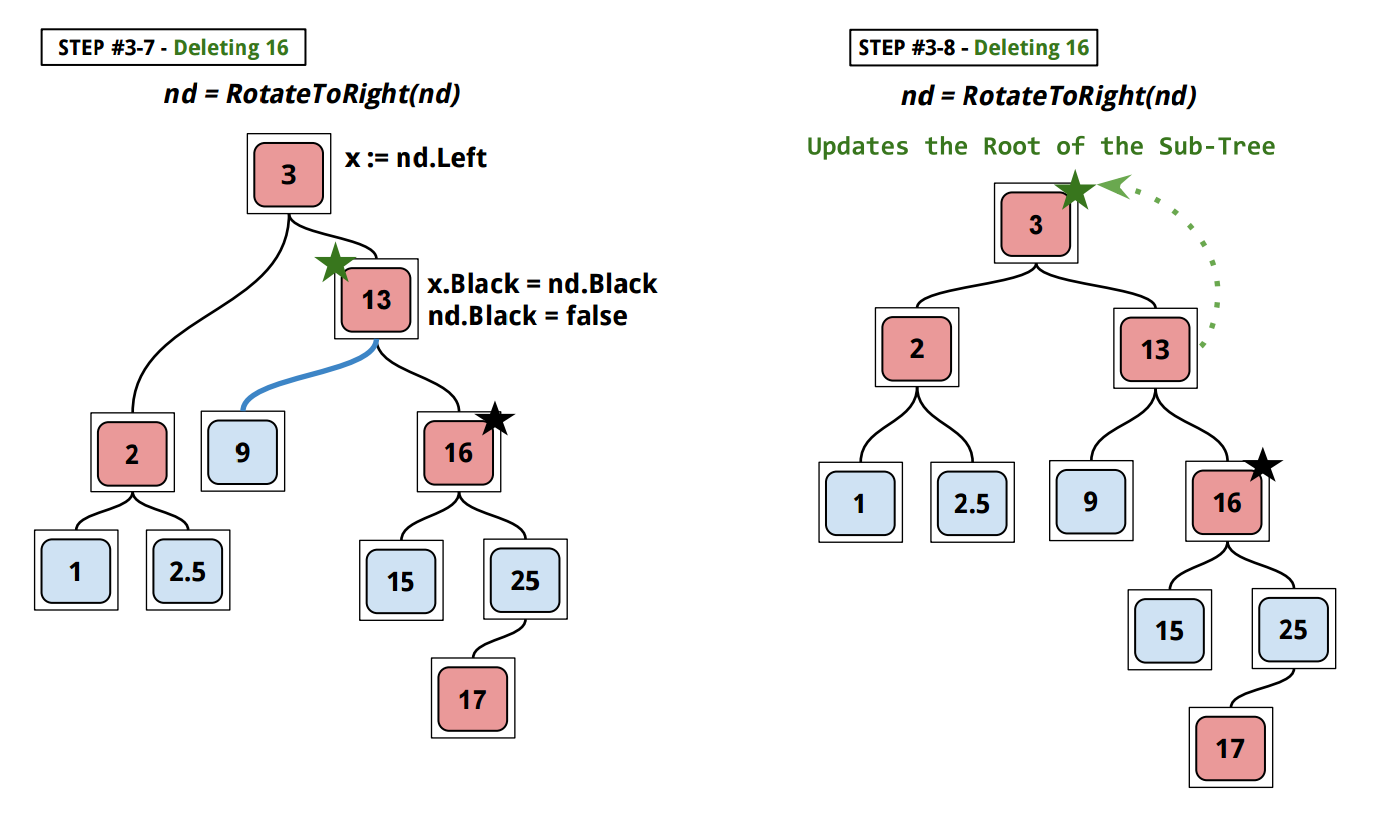 STEP #3-7 - Deleting 16
nd = RotateToRight(nd)
3
x := nd.Left
13
x.Black = nd.Black
nd.Black = false
2
9
16
1
2.5
15
25
17
STEP #3-8 - Deleting 16
nd = RotateToRight(nd)
Updates the Root of the Sub-Tree
3
2
13
1
2.5
9
16
15
25
17